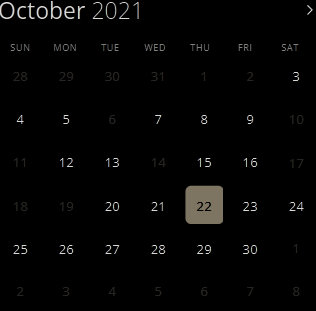 October 2021
SUN MON TUE WED THU FRI SAT
28 29 30 31 1 2 3
4 5 6 7 8 9 10
11 12 13 14 15 16 17
18 19 20 21 22 23 24
25 26 27 28 29 30 1
2 3 4 5 6 7 8